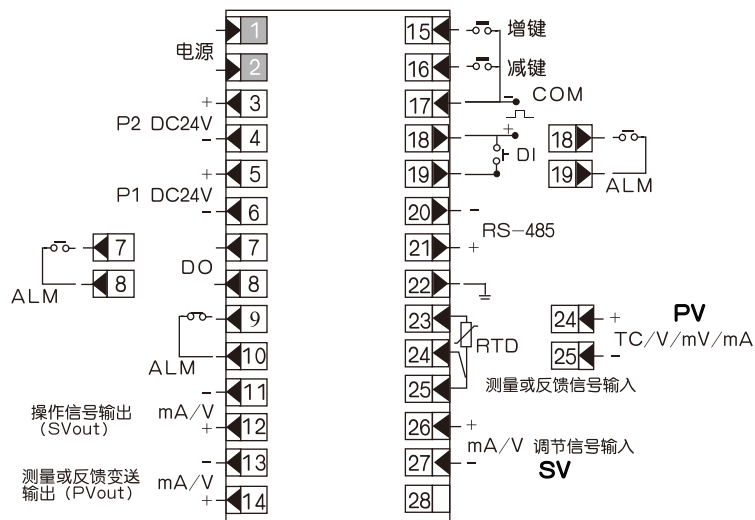 电源
1
2
+ 3
P2 DC24V
- 4
+ 5
P1 DC24V
- 6
7
DO
8
7
8
ALM
9
10
ALM
- 11
操作信号输出
(SVout)
mA/V
+ 12
- 13
测量或反馈变送
输出(PVout)
mA/V
+ 14
15 增键
16 减键
17 - COM
18 +
DI
19
18
19
ALM
20 -
RS-485
21 +
22
23
24 RTD
25
24 + PV
TC/V/mV/mA
25 -
测量或反馈信号输入
26 +
mA/V 调节信号输入
27 - SV
28